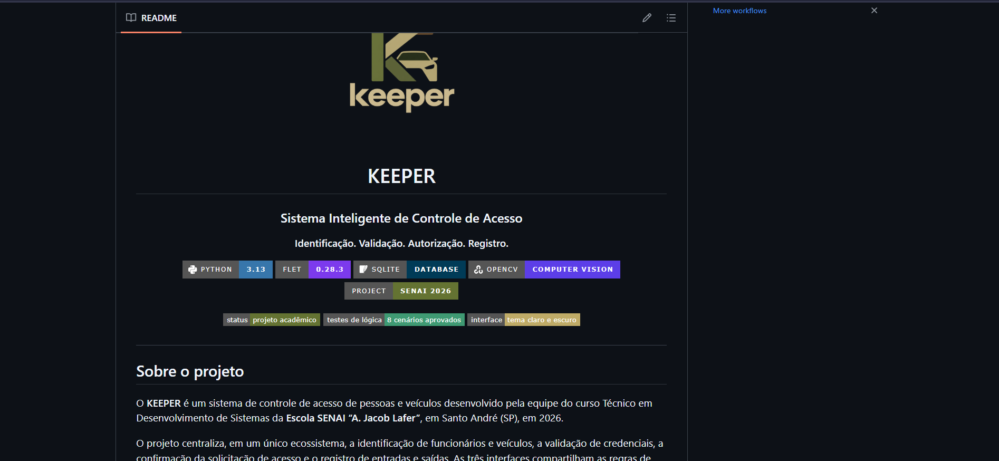 README
More workflows
keeper
KEEPER
Sistema Inteligente de Controle de Acesso
Identificação. Validação. Autorização. Registro.
PYTHON 3.13 FLET 0.28.3 SQLITE DATABASE OPENCV COMPUTER VISION
PROJECT SENAI 2026
status projeto acadêmico testes de lógica 8 cenários aprovados interface tema claro e escuro
Sobre o projeto
O KEEPER é um sistema de controle de acesso de pessoas e veículos desenvolvido pela equipe do curso Técnico em
Desenvolvimento de Sistemas da Escola SENAI “A. Jacob Lafer”, em Santo André (SP), em 2026.
O projeto centraliza, em um único ecossistema, a identificação de funcionários e veículos, a validação de credenciais, a
confirmação da solicitação de acesso e o registro de entradas e saídas. As três interfaces compartilham as regras de